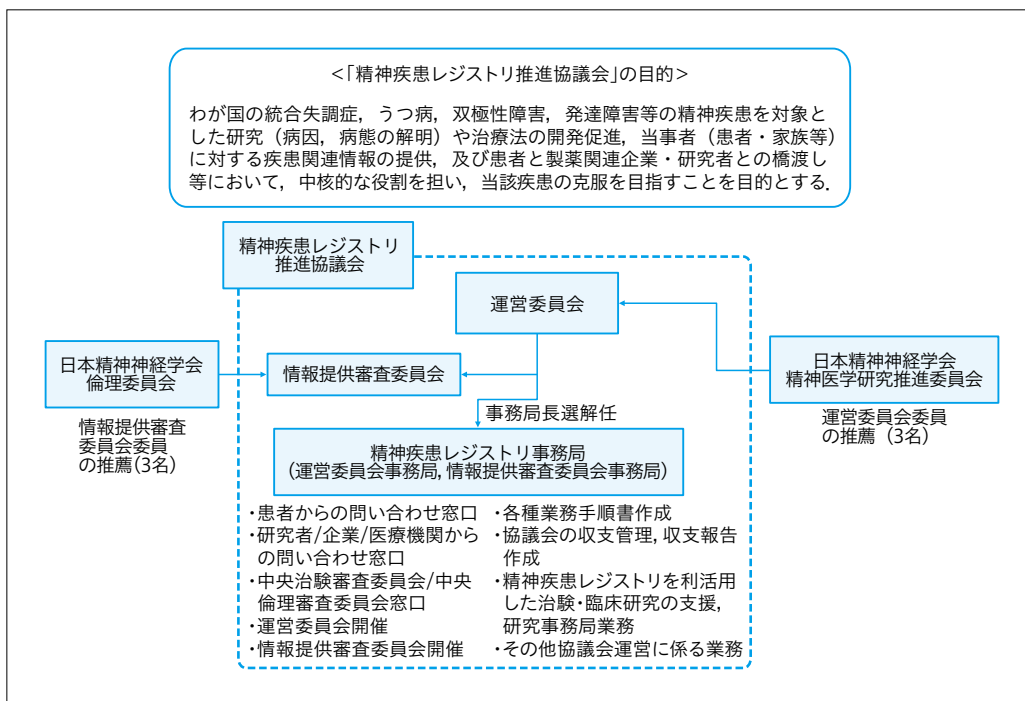 <「精神疾患レジストリ推進協議会」の目的>
わが国の統合失調症，うつ病，双極性障害，発達障害等の精神疾患を対象と
した研究（病因，病態の解明）や治療法の開発促進，当事者（患者・家族等）
に対する疾患関連情報の提供，及び患者と製薬関連企業・研究者との橋渡し
等において，中核的な役割を担い，当該疾患の克服を目指すことを目的とする．
精神疾患レジストリ
推進協議会
運営委員会
日本精神神経学会
倫理委員会
情報提供審査
委員会委員
の推薦(3名)
情報提供審査委員会
日本精神神経学会
精神医学研究推進委員会
運営委員会委員
の推薦（3名）
事務局長選解任
精神疾患レジストリ事務局
(運営委員会事務局，情報提供審査委員会事務局)
・患者からの問い合わせ窓口
・研究者/企業/医療機関から
の問い合わせ窓口
・中央治験審査委員会/中央
倫理審査委員会窓口
・運営委員会開催
・情報提供審査委員会開催
・各種業務手順書作成
・協議会の収支管理，収支報告
作成
・精神疾患レジストリを利活用
した治験・臨床研究の支援，
研究事務局業務
・その他協議会運営に係る業務